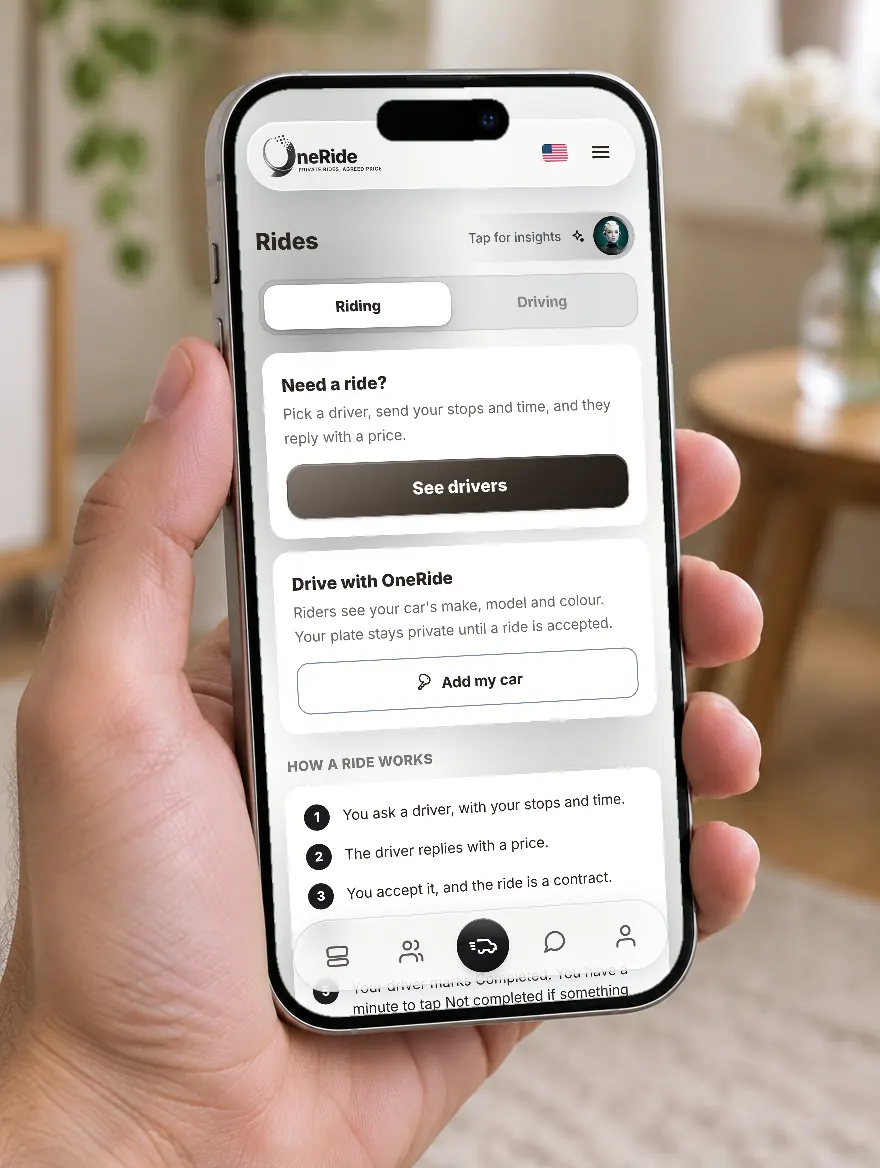 OneRide
PRIVATE RIDES, AGREED PRICE
Rides
Tap for insights
Riding
Driving
Need a ride?
Pick a driver, send your stops and time, and they
reply with a price.
See drivers
Drive with OneRide
Riders see your car's make, model and colour.
Your plate stays private until a ride is accepted.
Add my car
HOW A RIDE WORKS
1 You ask a driver, with your stops and time.
2 The driver replies with a price.
3 You accept it, and the ride is a contract.
5 Your driver marks Completed. You have a
minute to tap Not completed if something